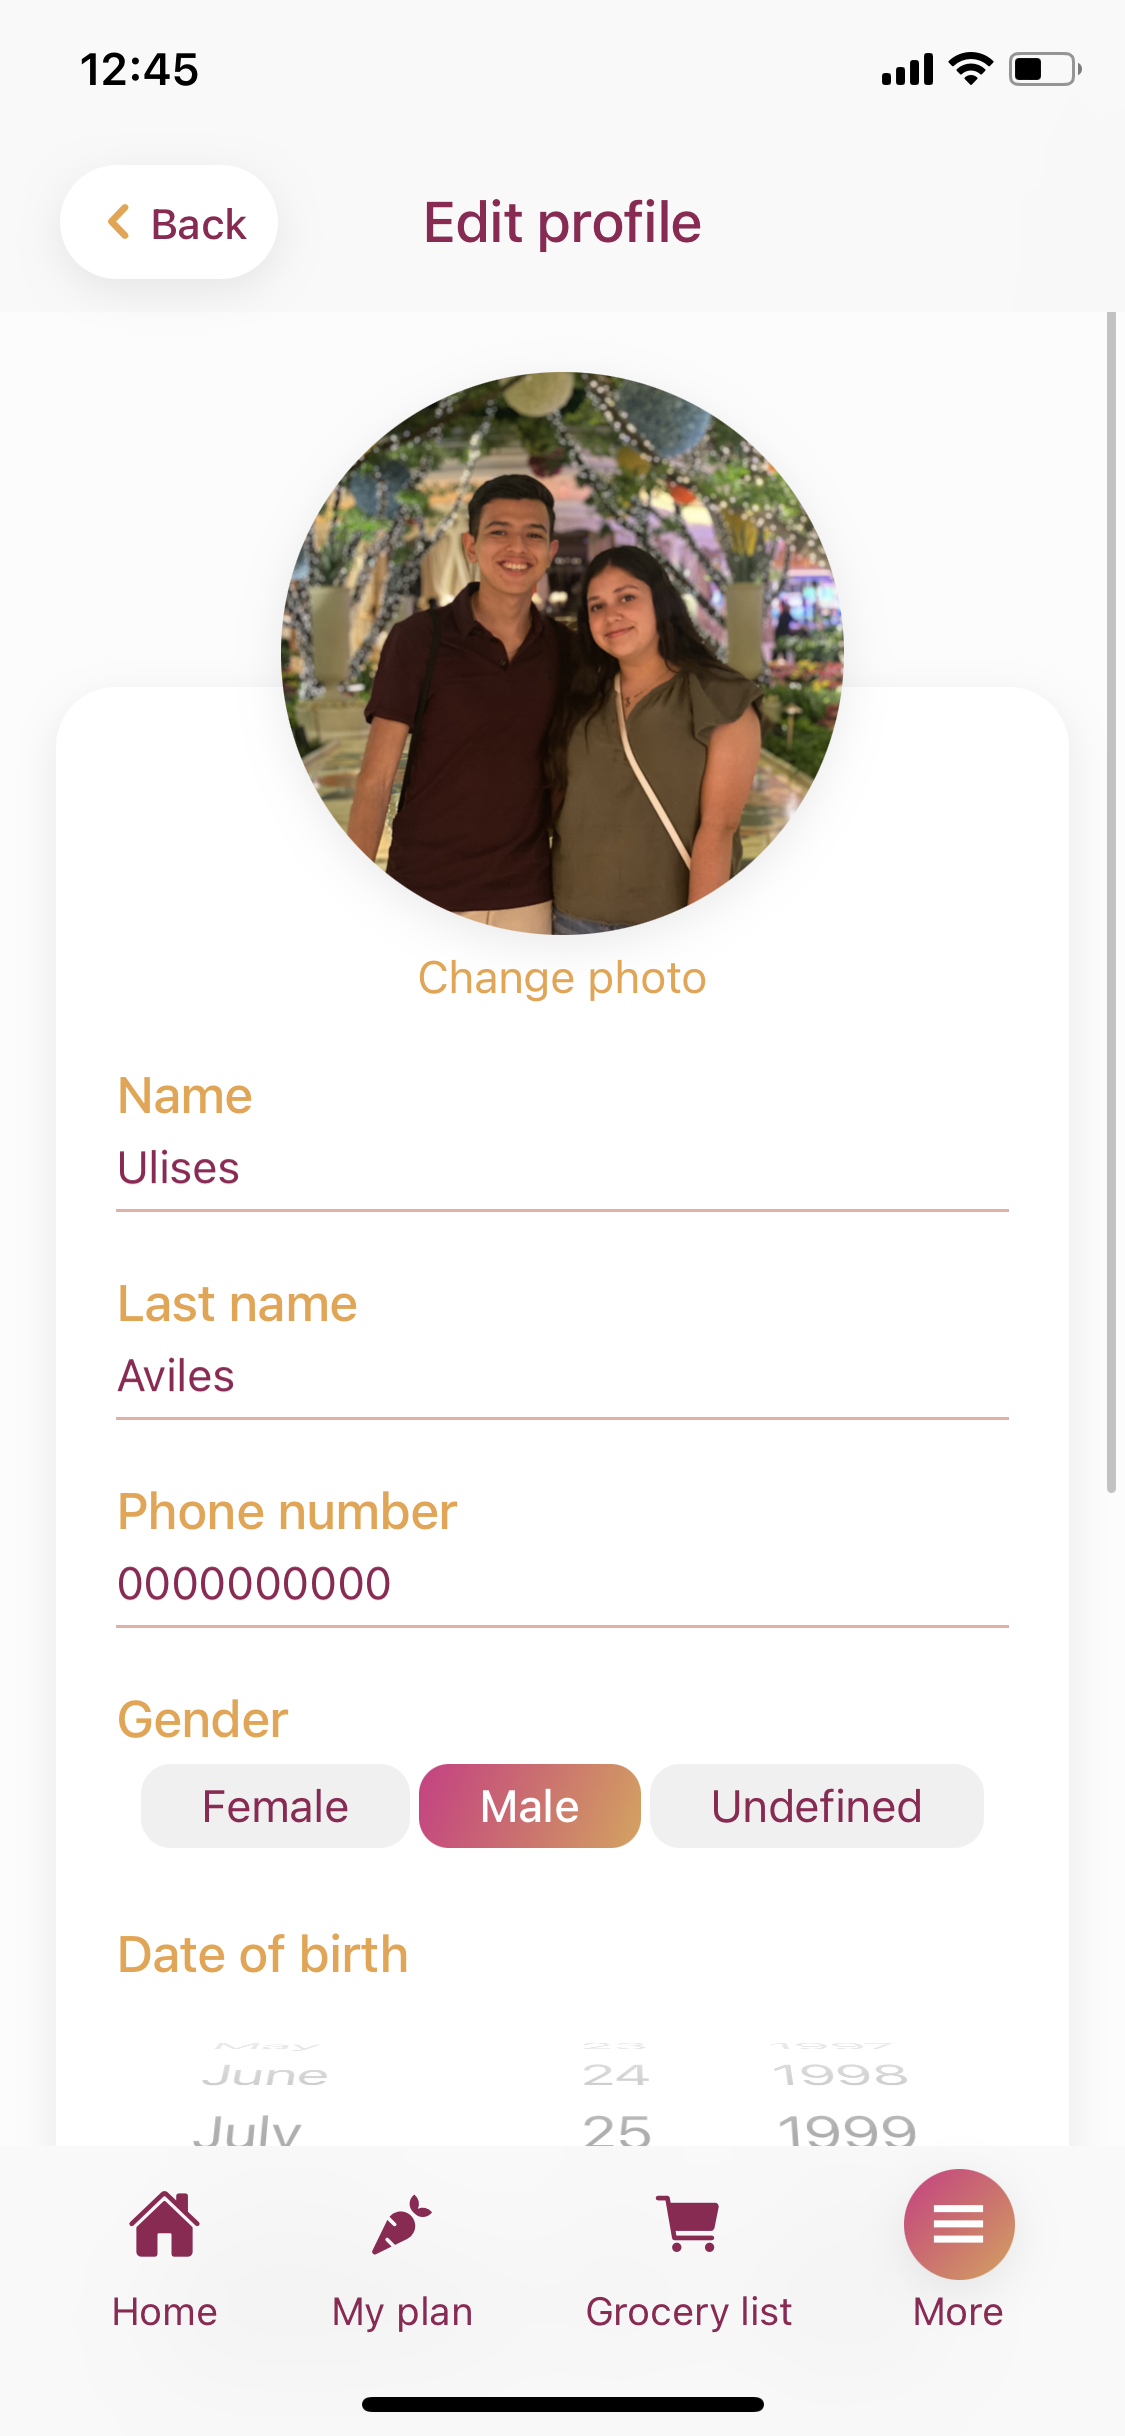 12:45
Back
Edit profile
Change photo
Name
Ulises
Last name
Aviles
Phone number
0000000000
Gender
Female Male Undefined
Date of birth
May 23 1997
June 24 1998
July 25 1999
Home My plan Grocery list More